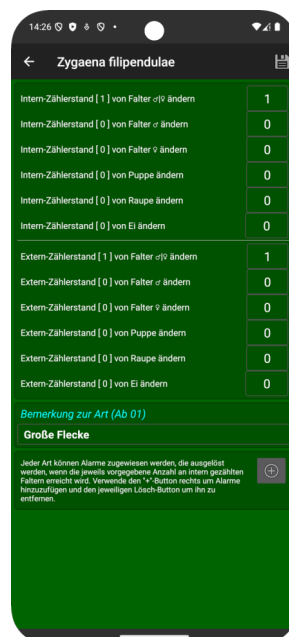 14:26
Zygaena filipendulae
Intern-Zählerstand [ 1 ] von Falter ♂|♀ ändern 1
Intern-Zählerstand [ 0 ] von Falter ♂ ändern 0
Intern-Zählerstand [ 0 ] von Falter ♀ ändern 0
Intern-Zählerstand [ 0 ] von Puppe ändern 0
Intern-Zählerstand [ 0 ] von Raupe ändern 0
Intern-Zählerstand [ 0 ] von Ei ändern 0
Extern-Zählerstand [ 1 ] von Falter ♂|♀ ändern 1
Extern-Zählerstand [ 0 ] von Falter ♂ ändern 0
Extern-Zählerstand [ 0 ] von Falter ♀ ändern 0
Extern-Zählerstand [ 0 ] von Puppe ändern 0
Extern-Zählerstand [ 0 ] von Raupe ändern 0
Extern-Zählerstand [ 0 ] von Ei ändern 0
Bemerkung zur Art (Ab 01)
Große Flecke
Jeder Art können Alarme zugewiesen werden, die ausgelöst
werden, wenn die jeweils vorgegebene Anzahl an intern gezählten
Faltern erreicht wird. Verwende den "+"-Button rechts um Alarme
hinzuzufügen und den jeweiligen Lösch-Button um ihn zu
entfernen.